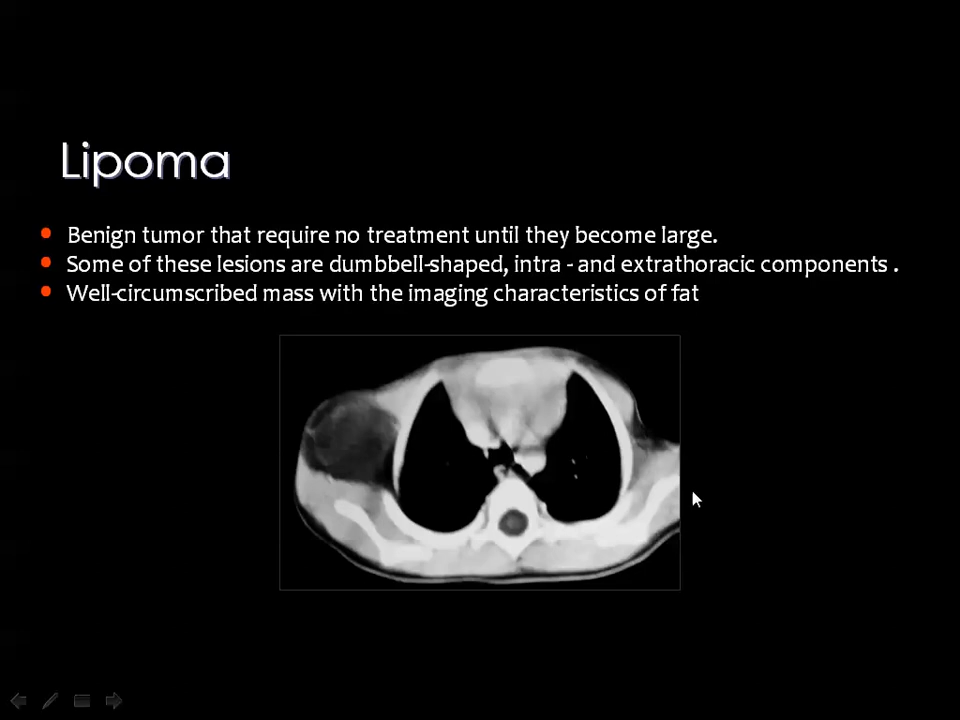 Lipoma
Benign tumor that require no treatment until they become large.
Some of these lesions are dumbbell-shaped, intra - and extrathoracic components .
Well-circumscribed mass with the imaging characteristics of fat